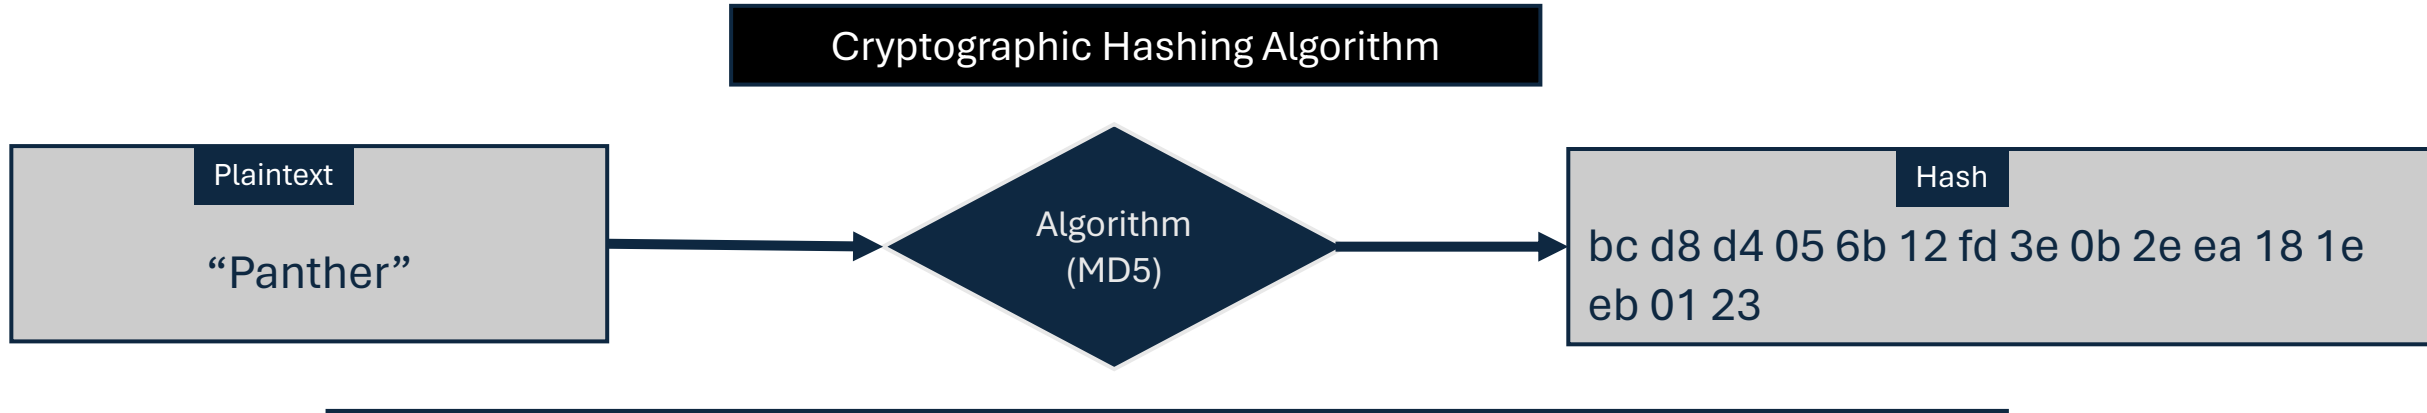 Cryptographic Hashing Algorithm
Plaintext
“Panther”
Algorithm
(MD5)
Hash
bc d8 d4 05 6b 12 fd 3e 0b 2e ea 18 1e
eb 01 23